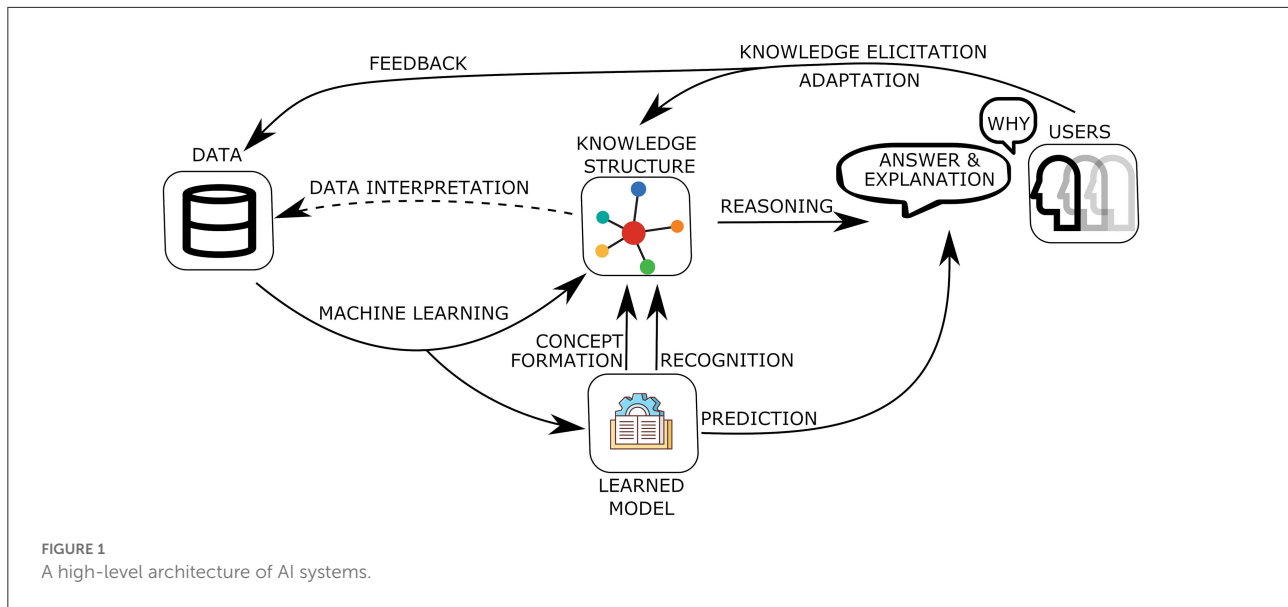 KNOWLEDGE ELICITATION
FEEDBACK
ADAPTATION
WHY
USERS
DATA
KNOWLEDGE
STRUCTURE
ANSWER &
EXPLANATION
DATA INTERPRETATION
REASONING
MACHINE LEARNING
CONCEPT
FORMATION
RECOGNITION
PREDICTION
LEARNED
MODEL
FIGURE 1
A high-level architecture of AI systems.